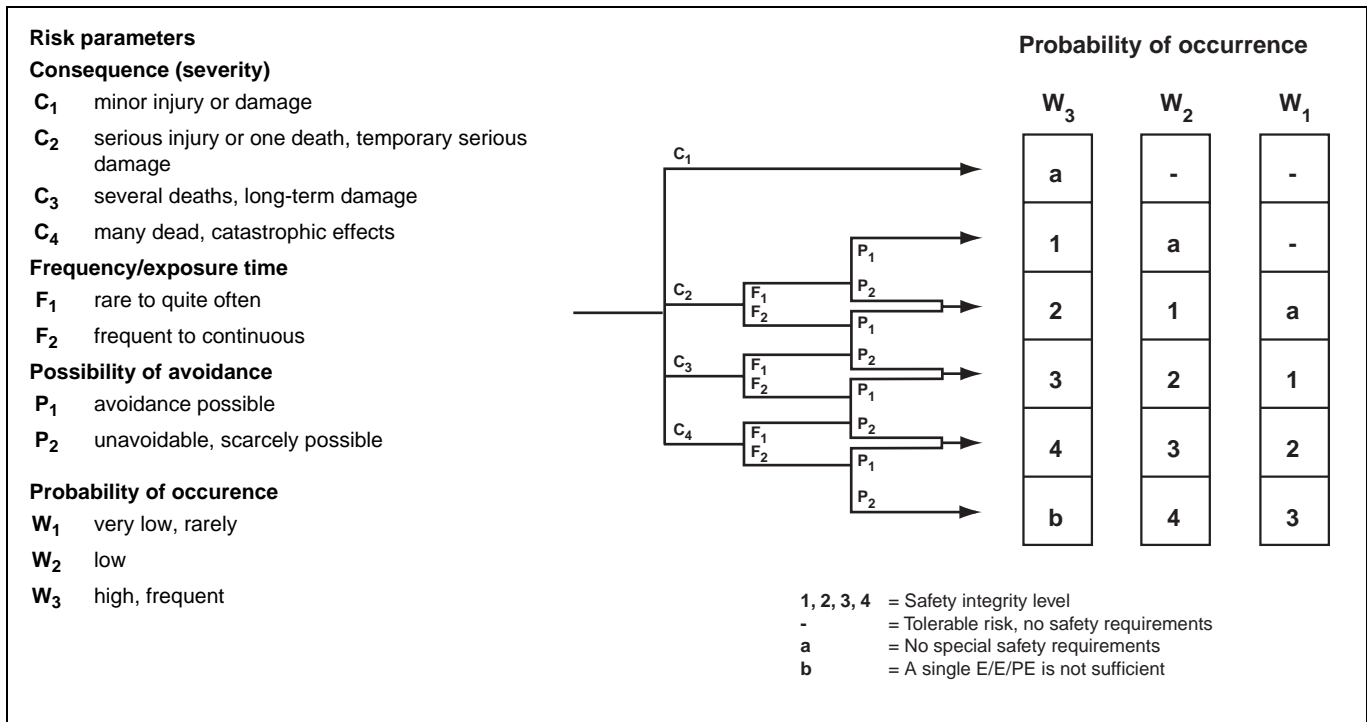 Risk parameters
Consequence (severity)
C1 minor injury or damage
C2 serious injury or one death, temporary serious
damage
C3 several deaths, long-term damage
C4 many dead, catastrophic effects
Frequency/exposure time
F1 rare to quite often
F2 frequent to continuous
Possibility of avoidance
P1 avoidance possible
P2 unavoidable, scarcely possible
Probability of occurence
W1 very low, rarely
W2 low
W3 high, frequent
C1
C2
C3
C4
F1
F2
F1
F2
F1
F2
P1
P2
P1
P2
P1
P2
P1
P2
Probability of occurrence
W3 W2 W1
a - -
1 a -
2 1 a
3 2 1
4 3 2
b 4 3
1, 2, 3, 4 = Safety integrity level
- = Tolerable risk, no safety requirements
a = No special safety requirements
b = A single E/E/PE is not sufficient